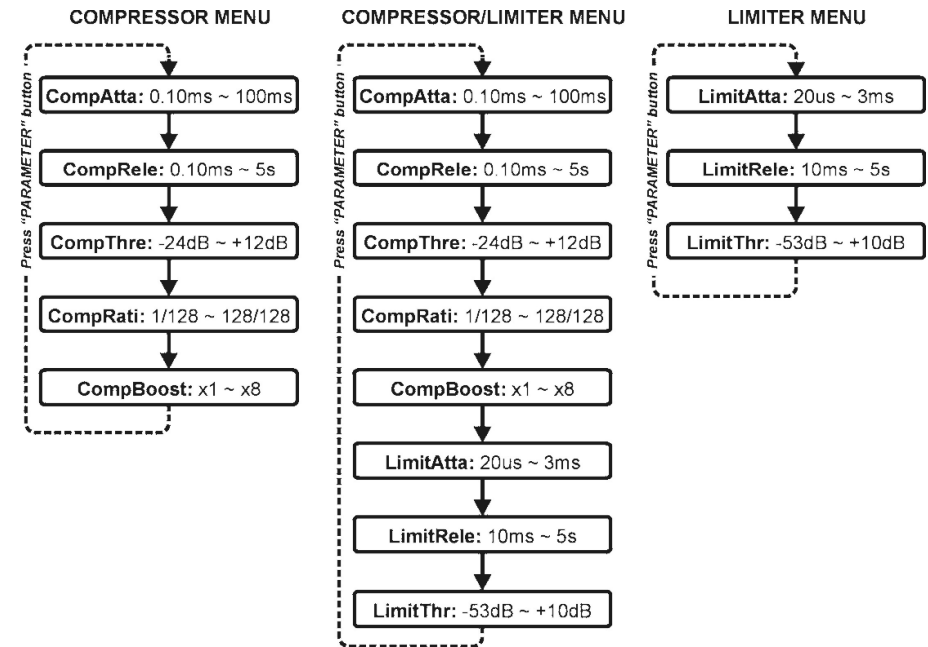 COMPRESSOR MENU
Press "PARAMETER" button
CompAtta: 0.10ms ~ 100ms
CompRele: 0.10ms ~ 5s
CompThre: -24dB ~ +12dB
CompRati: 1/128 ~ 128/128
CompBoost: x1 ~ x8
COMPRESSOR/LIMITER MENU
Press "PARAMETER" button
CompAtta: 0.10ms ~ 100ms
CompRele: 0.10ms ~ 5s
CompThre: -24dB ~ +12dB
CompRati: 1/128 ~ 128/128
CompBoost: x1 ~ x8
LimitAtta: 20us ~ 3ms
LimitRele: 10ms ~ 5s
LimitThr: -53dB ~ +10dB
LIMITER MENU
Press "PARAMETER" button
LimitAtta: 20us ~ 3ms
LimitRele: 10ms ~ 5s
LimitThr: -53dB ~ +10dB